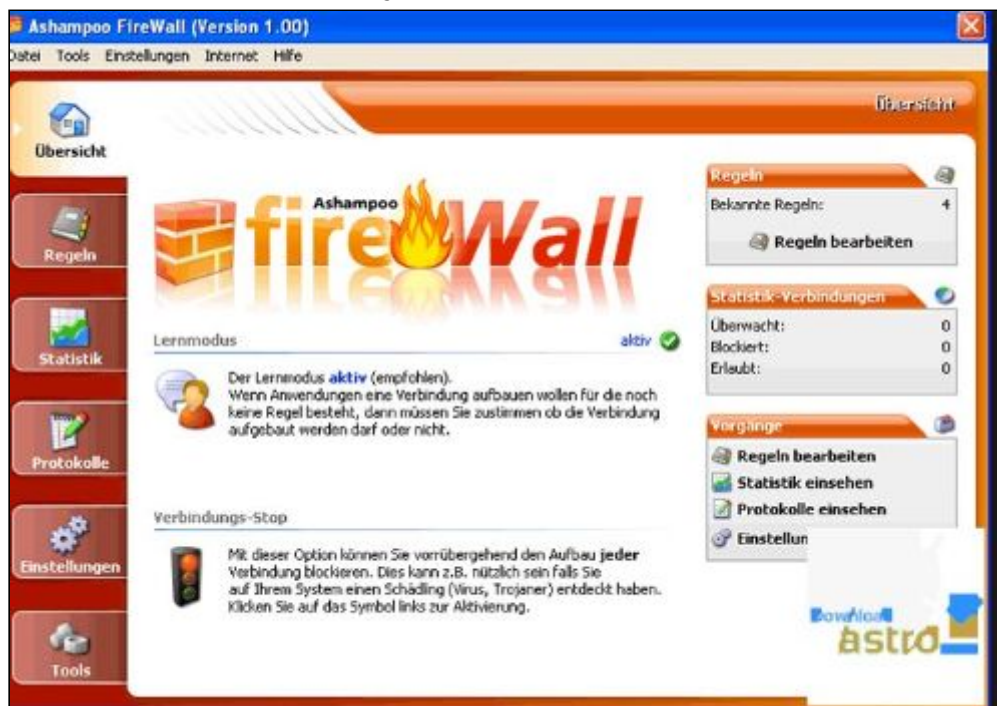 Ashampoo FireWall (Version 1.00)
Datei Tools Einstellungen Internet Hilfe
Übersicht
Übersicht
Regeln
Statistik
Protokolle
Einstellungen
Tools
Ashampoo
fireWall
Lernmodus aktiv
Der Lernmodus aktiv (empfohlen).
Wenn Anwendungen eine Verbindung aufbauen wollen für die noch
keine Regel besteht, dann müssen Sie zustimmen ob die Verbindung
aufgebaut werden darf oder nicht.
Verbindungs-Stop
Mit dieser Option können Sie vorrübergehend den Aufbau jeder
Verbindung blockieren. Dies kann z.B. nützlich sein falls Sie
auf Ihrem System einen Schädling (Virus, Trojaner) entdeckt haben.
Klicken Sie auf das Symbol links zur Aktivierung.
Regeln
Bekannte Regeln: 4
Regeln bearbeiten
Statistik-Verbindungen
Überwacht: 0
Blockiert: 0
Erlaubt: 0
Vorgänge
Regeln bearbeiten
Statistik einsehen
Protokolle einsehen
Einstellun
Download
astro